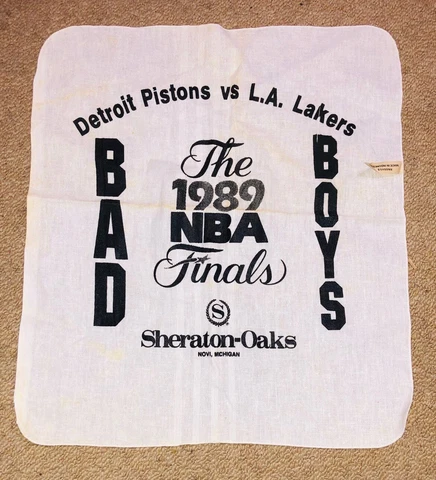 Detroit Pistons vs L.A. Lakers
BAD
BOYS
The
1989
NBA
Finals
S
Sheraton-Oaks
NOVI, MICHIGAN